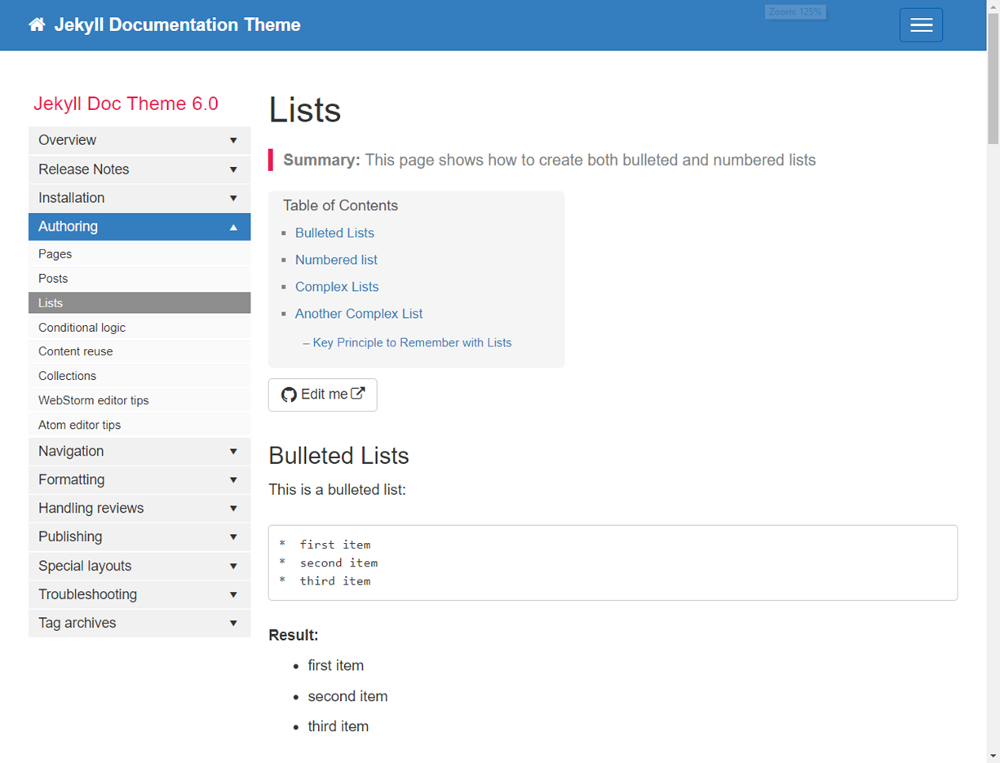 Jekyll Documentation Theme
Zoom: 125%
Jekyll Doc Theme 6.0
Overview
Release Notes
Installation
Authoring
Pages
Posts
Lists
Conditional logic
Content reuse
Collections
WebStorm editor tips
Atom editor tips
Navigation
Formatting
Handling reviews
Publishing
Special layouts
Troubleshooting
Tag archives
Lists
Summary: This page shows how to create both bulleted and numbered lists
Table of Contents
Bulleted Lists
Numbered list
Complex Lists
Another Complex List
– Key Principle to Remember with Lists
Edit me
Bulleted Lists
This is a bulleted list:
* first item
* second item
* third item
Result:
• first item
• second item
• third item